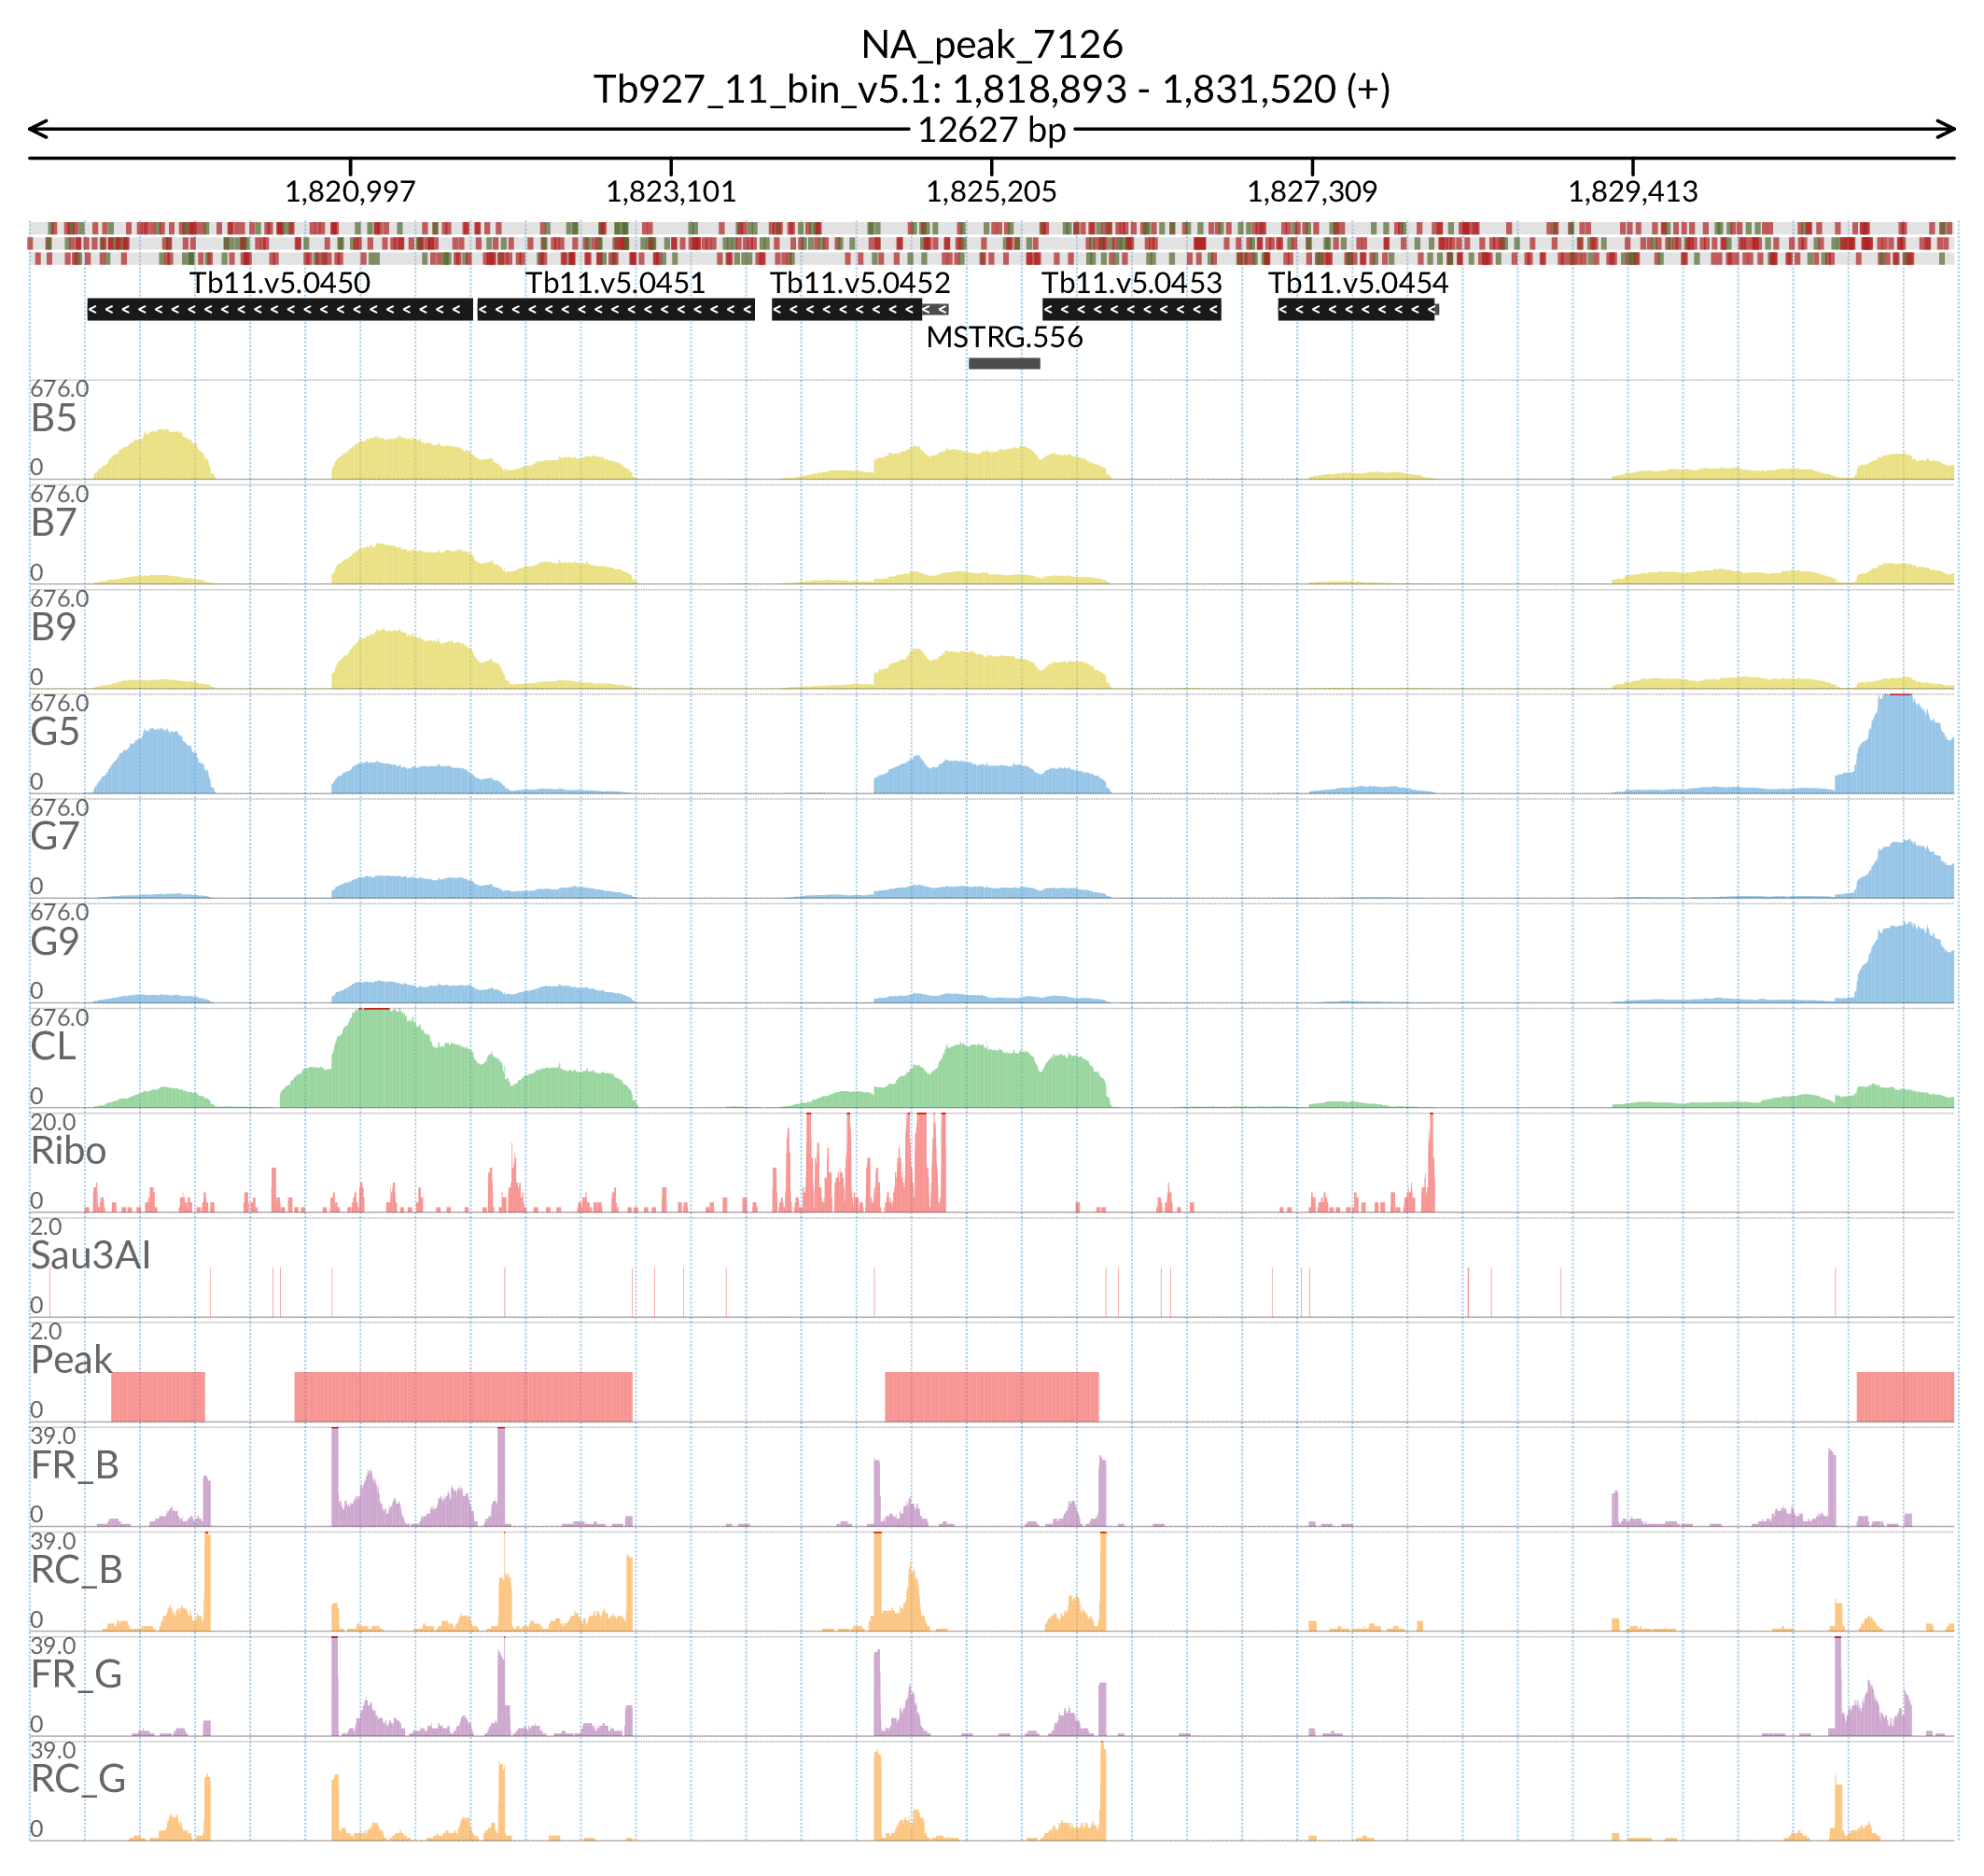 NA_peak_7126
Tb927_11_bin_v5.1: 1,818,893 - 1,831,520 (+)
12627 bp
1,820,997 1,823,101 1,825,205 1,827,309 1,829,413
Tb11.v5.0450 Tb11.v5.0451 Tb11.v5.0452 Tb11.v5.0453 Tb11.v5.0454
MSTRG.556
676.0
B5
0
676.0
B7
0
676.0
B9
0
676.0
G5
0
676.0
G7
0
676.0
G9
0
676.0
CL
0
20.0
Ribo
0
2.0
Sau3AI
0
2.0
Peak
0
39.0
FR_B
0
39.0
RC_B
0
39.0
FR_G
0
39.0
RC_G
0